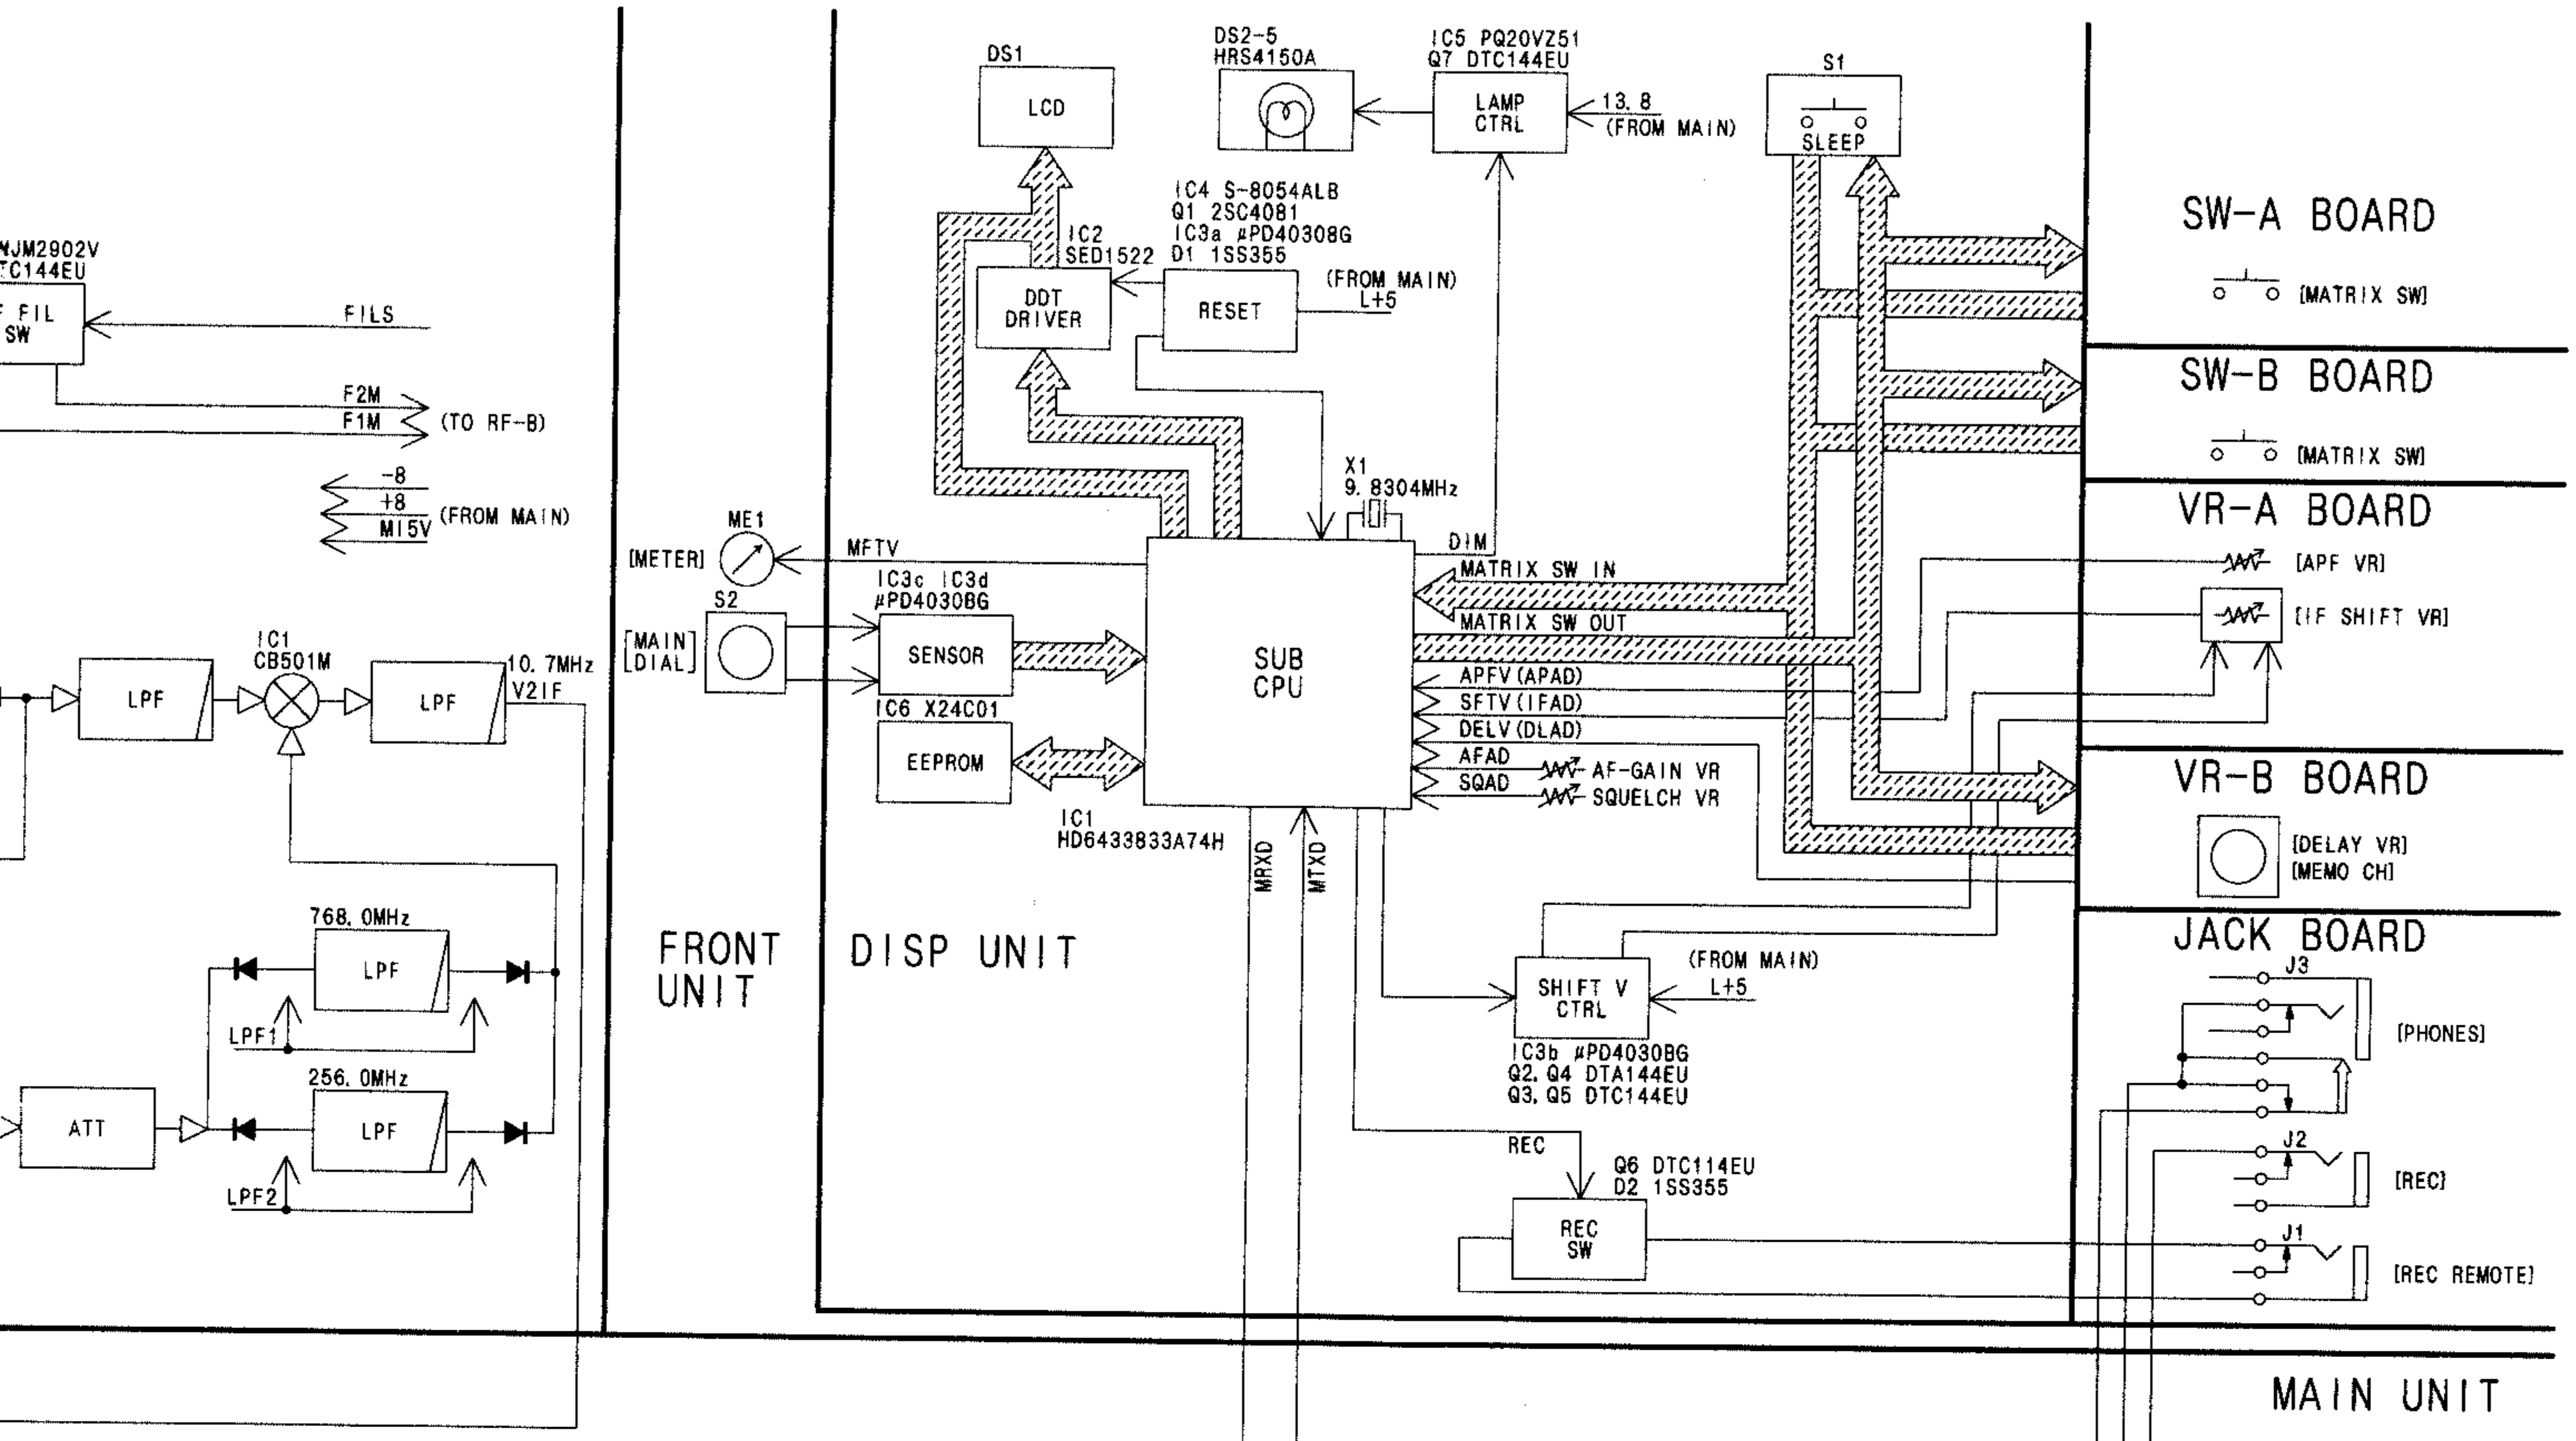 NJM2902V
TC144EU
F FIL
SW
FILS
F2M
F1M
(TO RF-B)
-8
+8
MI5V
(FROM MAIN)
IC1
CB501M
LPF
LPF
10.7MHz
V2IF
768.0MHz
LPF
LPF1
256.0MHz
ATT
LPF
LPF2
FRONT
UNIT
ME1
[METER]
S2
[MAIN
DIAL]
DISP UNIT
DS1
LCD
DS2-5
HRS4150A
IC5 PQ20VZ51
Q7 DTC144EU
LAMP
CTRL
13.8
(FROM MAIN)
S1
SLEEP
IC4 S-8054ALB
Q1 2SC4081
IC3a μPD4030BG
D1 1SS355
IC2
SED1522
DDT
DRIVER
RESET
(FROM MAIN)
L+5
X1
9.8304MHz
MFTV
DIM
MATRIX SW IN
MATRIX SW OUT
IC3c IC3d
μPD4030BG
SENSOR
SUB
CPU
APFV(APAD)
SFTV(IFAD)
DELV(DLAD)
AFAD
AF-GAIN VR
SQAD
SQUELCH VR
IC6 X24C01
EEPROM
IC1
HD6433833A74H
MRXD
MTXD
SHIFT V
CTRL
(FROM MAIN)
L+5
IC3b μPD4030BG
Q2, Q4 DTA144EU
Q3, Q5 DTC144EU
REC
Q6 DTC114EU
D2 1SS355
REC
SW
SW-A BOARD
[MATRIX SW]
SW-B BOARD
[MATRIX SW]
VR-A BOARD
[APF VR]
[IF SHIFT VR]
VR-B BOARD
[DELAY VR]
[MEMO CH]
JACK BOARD
J3
[PHONES]
J2
[REC]
J1
[REC REMOTE]
MAIN UNIT